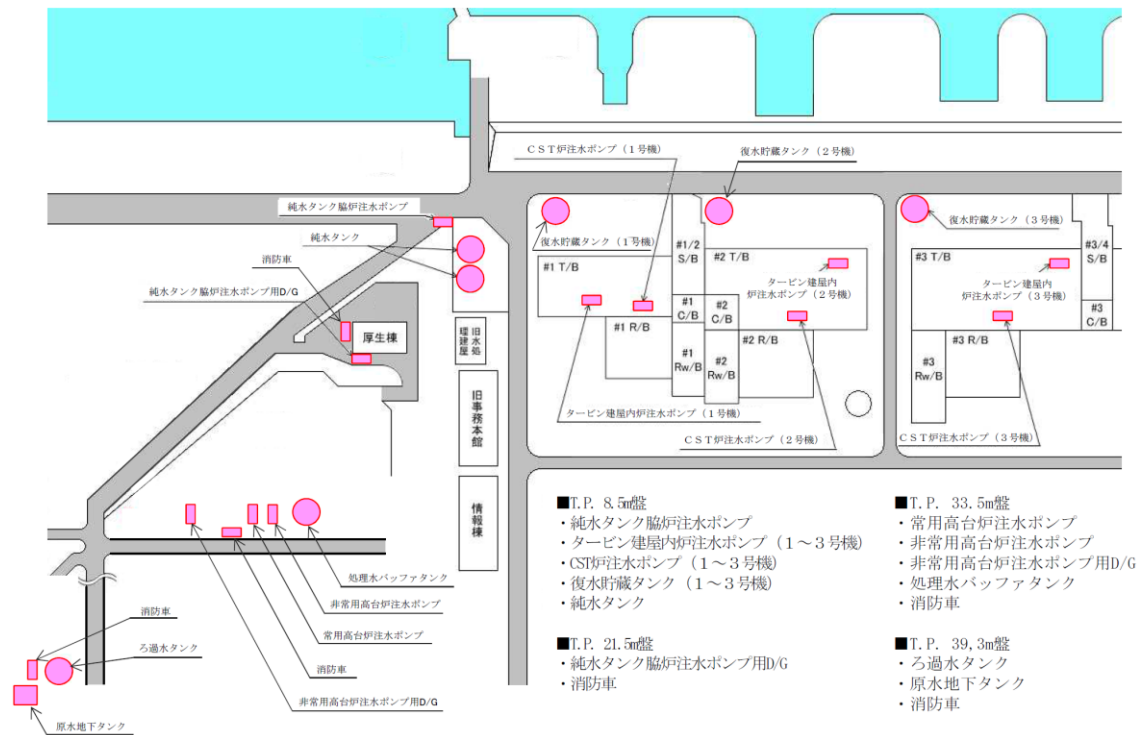 CST炉注水ポンプ（1号機）
復水貯蔵タンク（2号機）
純水タンク脇炉注水ポンプ
純水タンク
消防車
純水タンク脇炉注水ポンプ用D/G
厚生棟
旧水処
理建屋
旧事務本館
情報棟
復水貯蔵タンク（1号機）
復水貯蔵タンク（3号機）
#1 T/B
#1/2
S/B
#2 T/B
#3 T/B
#3/4
S/B
タービン建屋内
炉注水ポンプ（2号機）
タービン建屋内
炉注水ポンプ（3号機）
#1
C/B
#2
C/B
#3
C/B
#1 R/B
#1
Rw/B
#2
Rw/B
#2 R/B
#3
Rw/B
#3 R/B
タービン建屋内炉注水ポンプ（1号機）
CST炉注水ポンプ（2号機）
CST炉注水ポンプ（3号機）
処理水バッファタンク
非常用高台炉注水ポンプ
常用高台炉注水ポンプ
消防車
非常用高台炉注水ポンプ用D/G
消防車
ろ過水タンク
原水地下タンク
■T.P. 8.5m盤
・純水タンク脇炉注水ポンプ
・タービン建屋内炉注水ポンプ（1～3号機）
・CST炉注水ポンプ（1～3号機）
・復水貯蔵タンク（1～3号機）
・純水タンク
■T.P. 21.5m盤
・純水タンク脇炉注水ポンプ用D/G
・消防車
■T.P. 33.5m盤
・常用高台炉注水ポンプ
・非常用高台炉注水ポンプ
・非常用高台炉注水ポンプ用D/G
・処理水バッファタンク
・消防車
■T.P. 39,3m盤
・ろ過水タンク
・原水地下タンク
・消防車